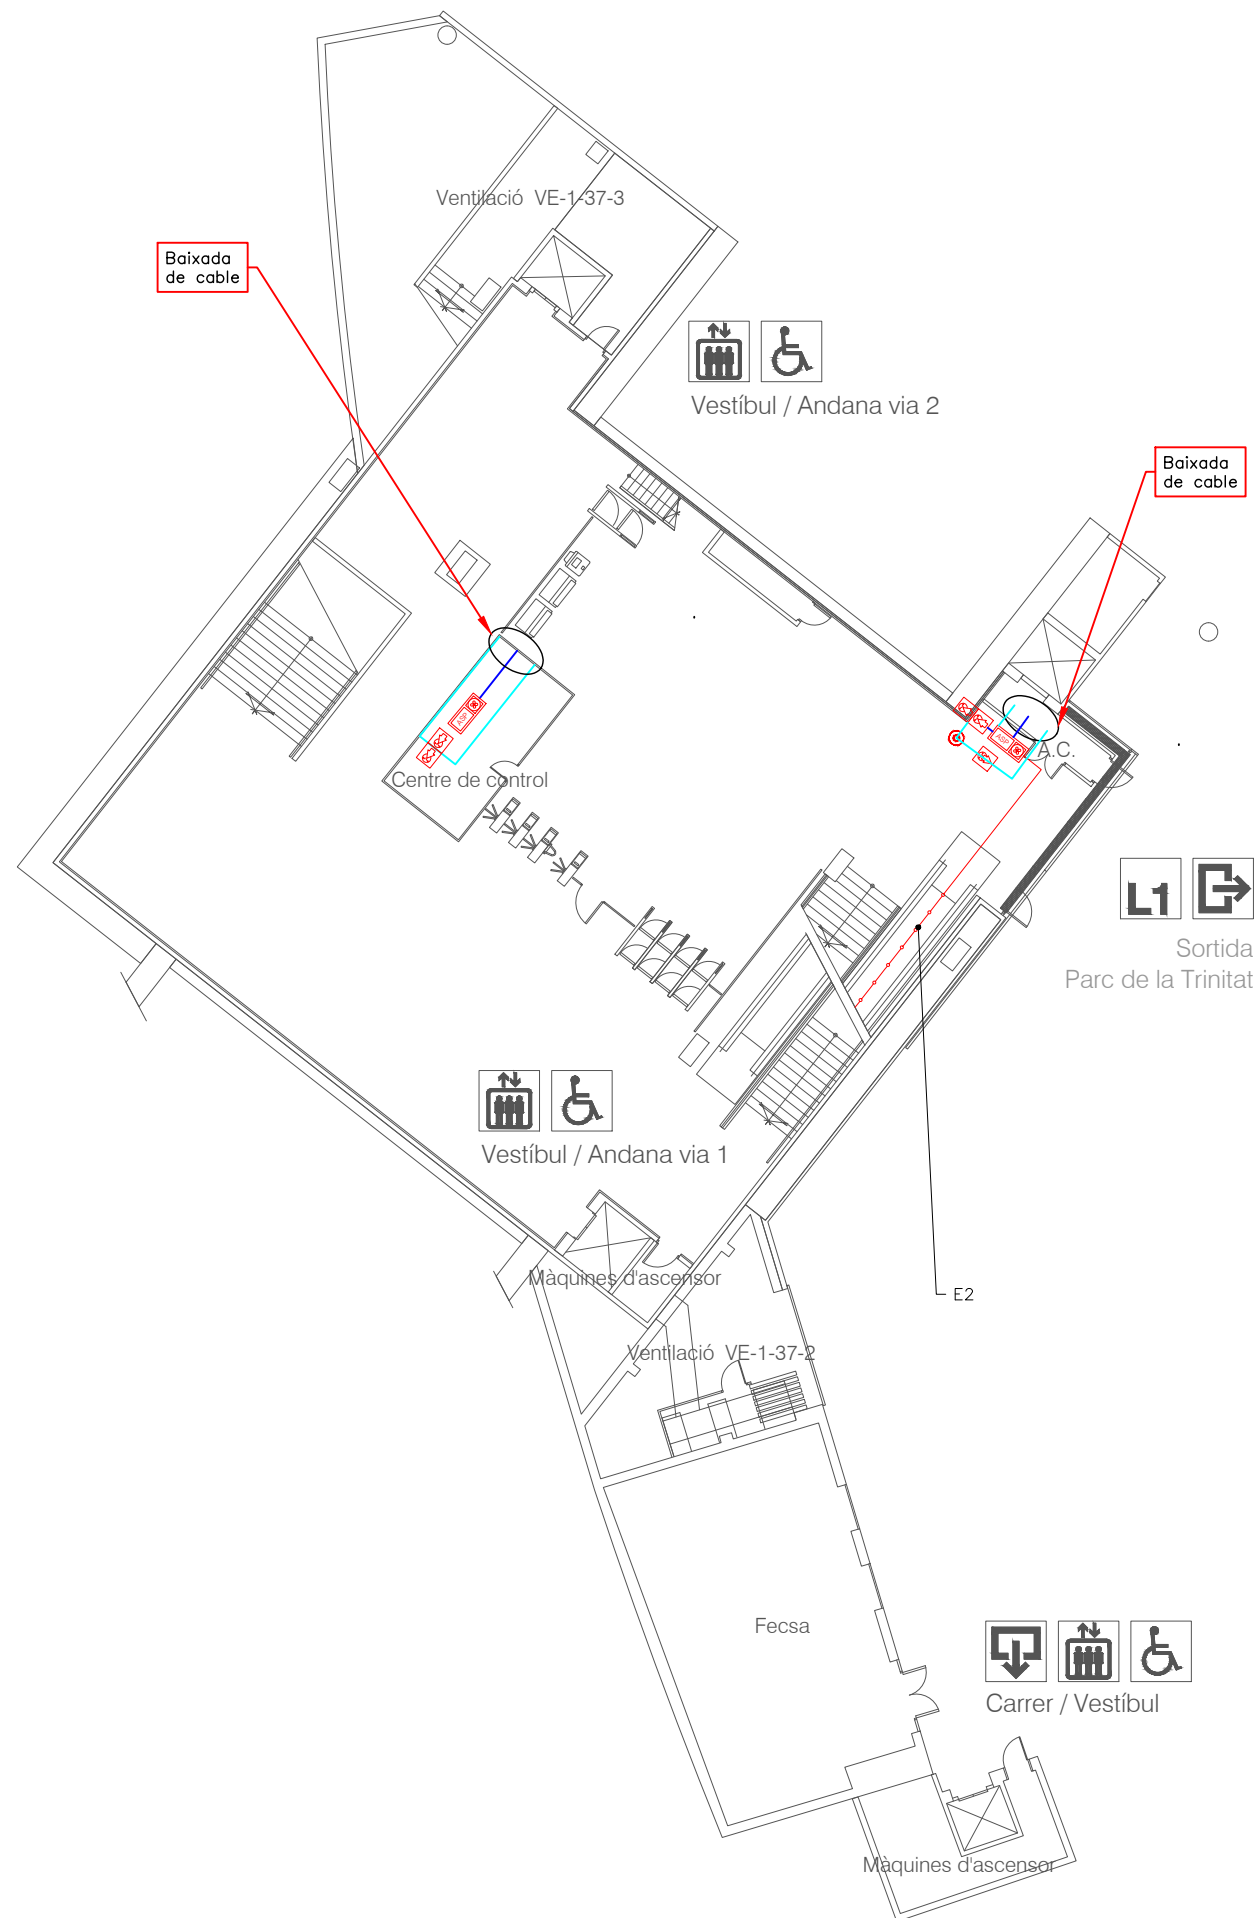 Ventilació VE-1-37-3
Baixada
de cable
Vestíbul / Andana via 2
Baixada
de cable
ASP
ASP
A.C.
Centre de control
L1
Sortida
Parc de la Trinitat
Vestíbul / Andana via 1
Màquines d'ascensor
E2
Ventilació VE-1-37-2
Fecsa
Carrer / Vestíbul
Màquines d'ascensor